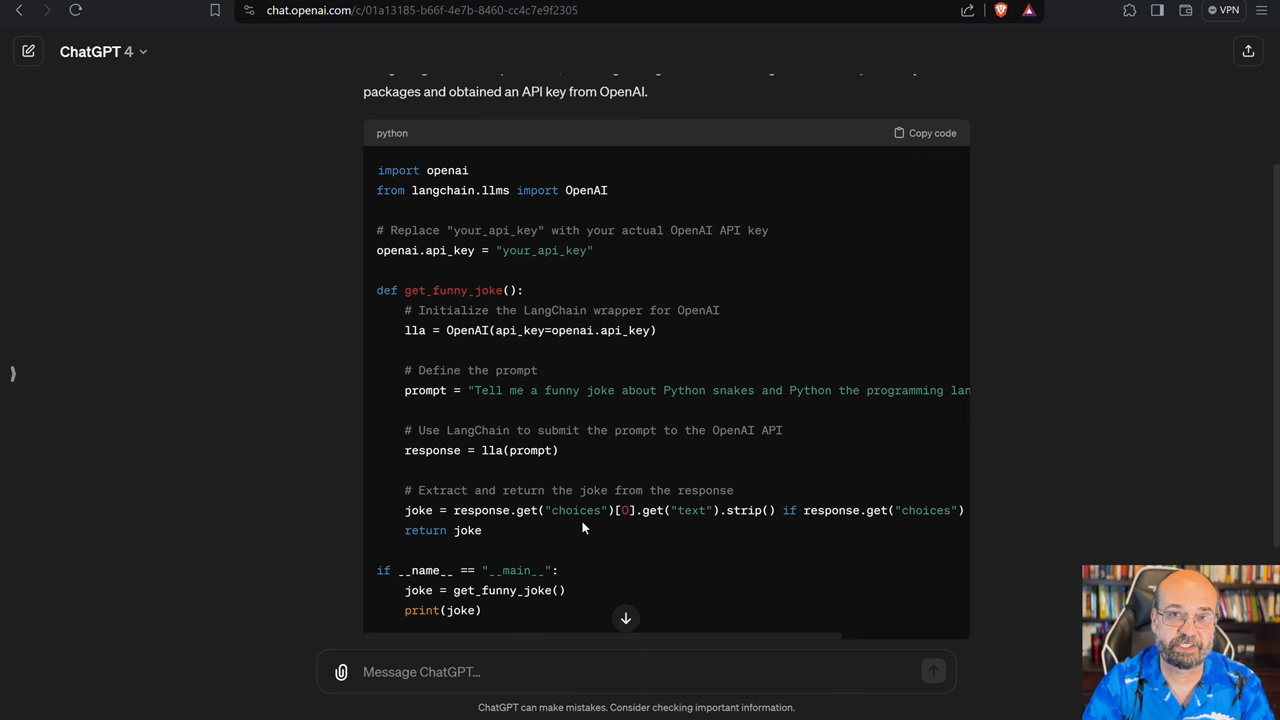 chat.openai.com/c/01a13185-b66f-4e7b-8460-cc4c7e9f2305
VPN
ChatGPT 4
packages and obtained an API key from OpenAI.
python
Copy code
import openai
from langchain.llms import OpenAI
# Replace "your_api_key" with your actual OpenAI API key
openai.api_key = "your_api_key"
def get_funny_joke():
# Initialize the LangChain wrapper for OpenAI
lla = OpenAI(api_key=openai.api_key)
# Define the prompt
prompt = "Tell me a funny joke about Python snakes and Python the programming lan
# Use LangChain to submit the prompt to the OpenAI API
response = lla(prompt)
# Extract and return the joke from the response
joke = response.get("choices")[0].get("text").strip() if response.get("choices")
return joke
if __name__ == "__main__":
joke = get_funny_joke()
print(joke)
Message ChatGPT...
ChatGPT can make mistakes. Consider checking important information.